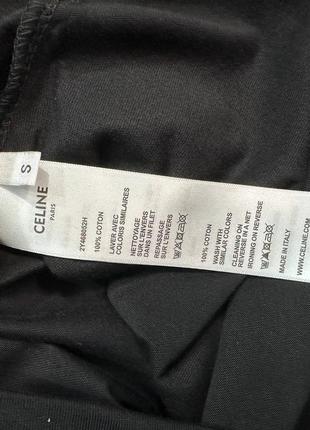 S
CELINE
PARIS
2Y468052H
100% COTON
LAVER AVEC
COLORIS SIMILAIRES
NETTOYAGE
SUR L'ENVERS
DANS UN FILET
REPASSAGE
SUR L'ENVERS
100% COTTON
WASH WITH
SIMILAR COLORS
CLEANING ON
REVERSE IN A NET
IRONING ON REVERSE
MADE IN ITALY
WWW.CELINE.COM